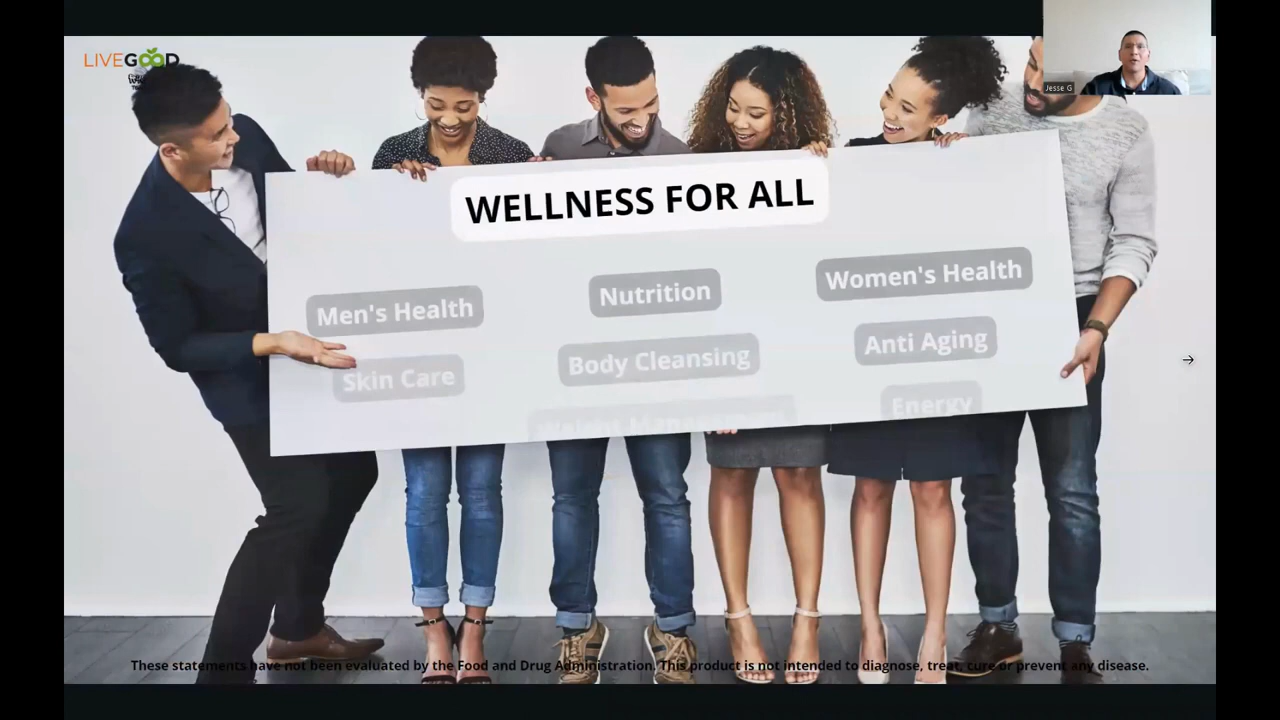 LIVEGOOD
Jesse G
WELLNESS FOR ALL
Men's Health
Nutrition
Women's Health
Skin Care
Body Cleansing
Anti Aging
Weight Management
Energy
These statements have not been evaluated by the Food and Drug Administration. This product is not intended to diagnose, treat, cure or prevent any disease.